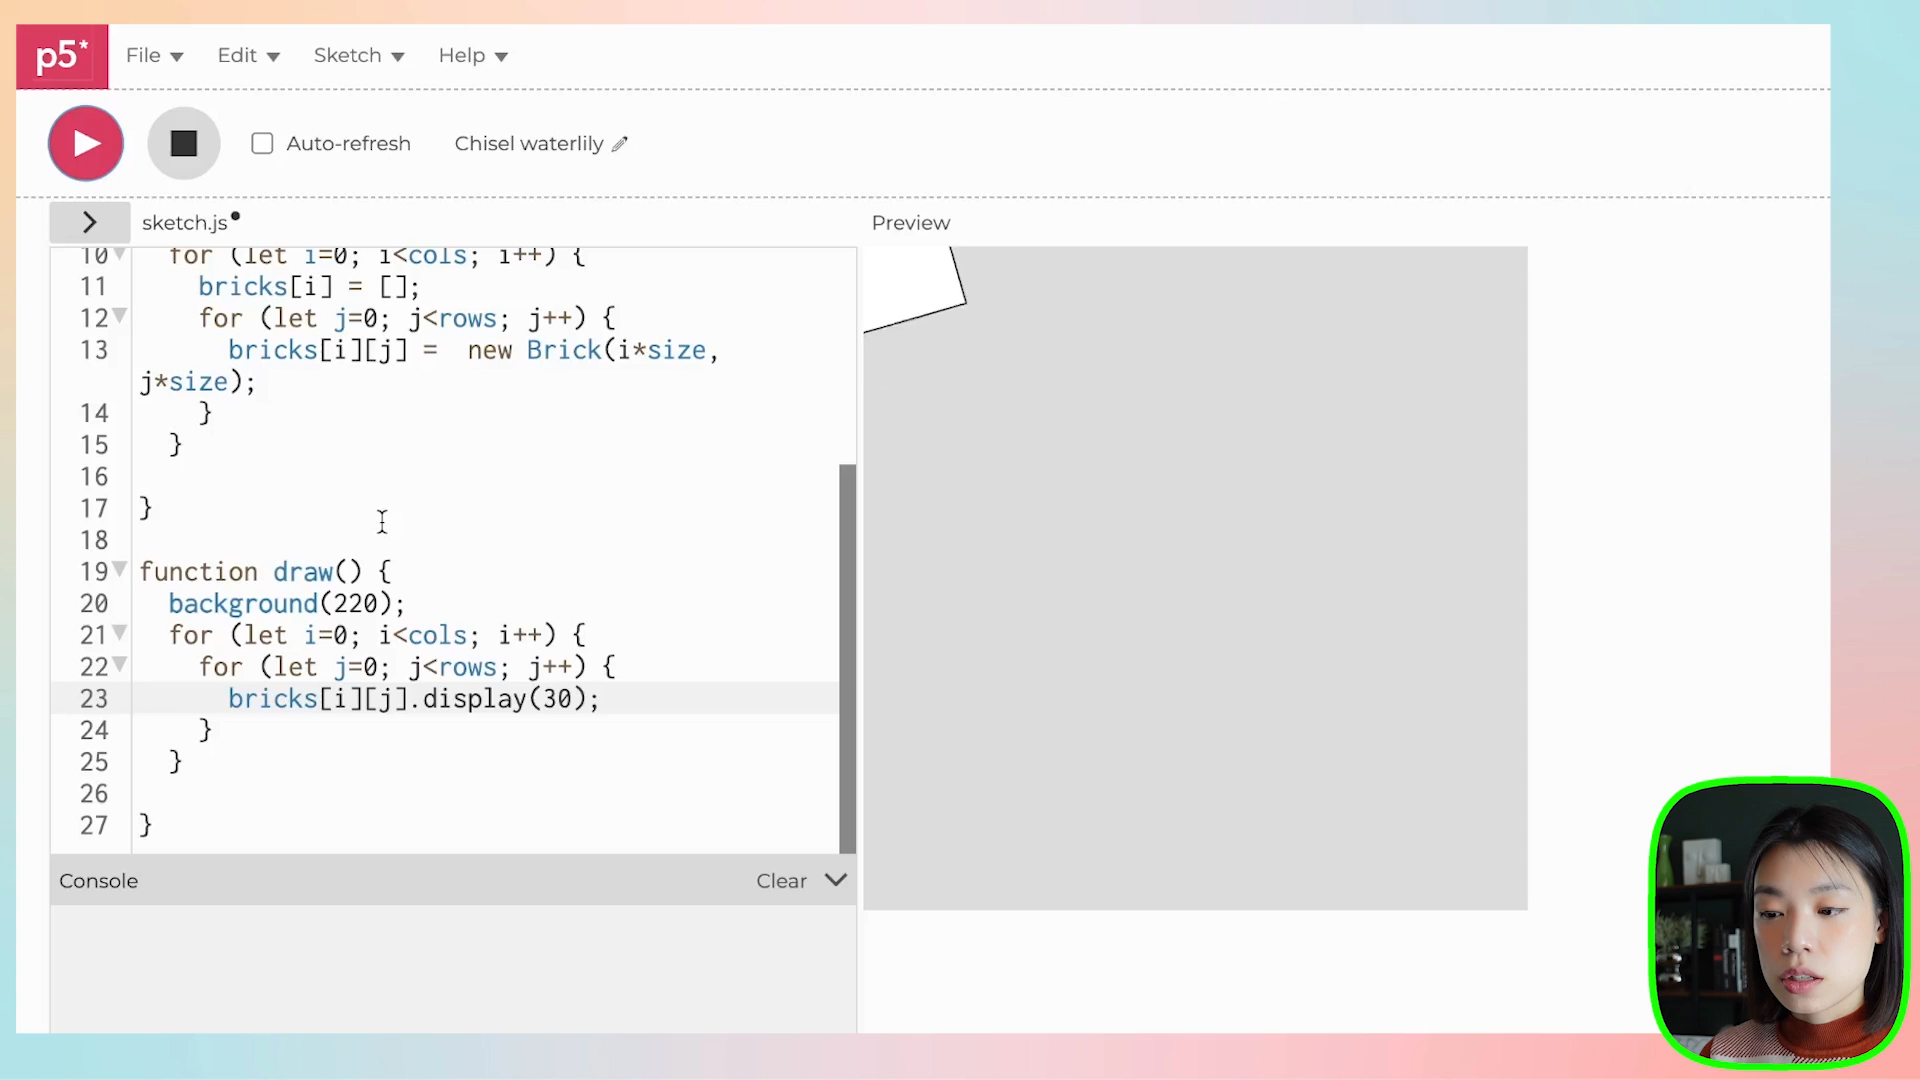 p5*
File
Edit
Sketch
Help
Auto-refresh
Chisel waterlily
sketch.js
Preview
10 for (let i=0; i<cols; i++) {
11 bricks[i] = [];
12 for (let j=0; j<rows; j++) {
13 bricks[i][j] =  new Brick(i*size,
j*size);
14 }
15 }
16
17 }
18
19 function draw() {
20 background(220);
21 for (let i=0; i<cols; i++) {
22 for (let j=0; j<rows; j++) {
23 bricks[i][j].display(30);
24 }
25 }
26
27 }
Console
Clear